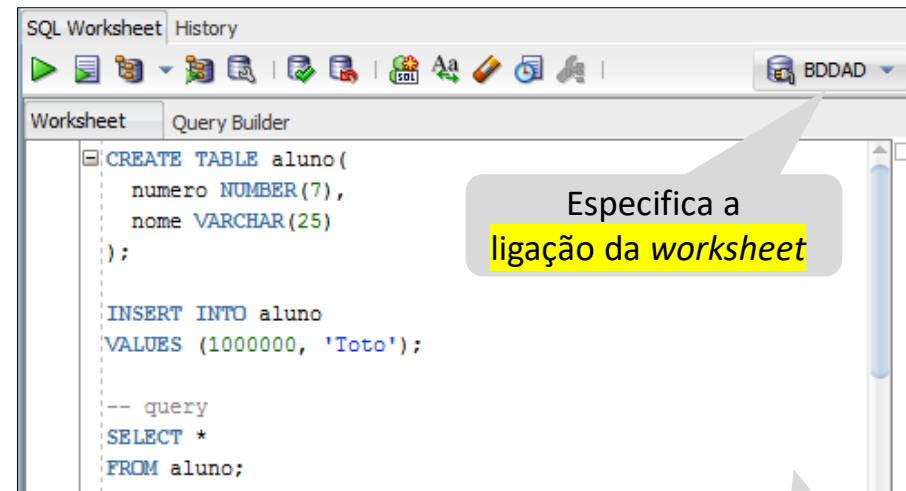 SQL Worksheet History
BDDAD
Worksheet Query Builder
CREATE TABLE aluno(
numero NUMBER(7),
nome VARCHAR(25)
);
Especifica a
ligação da worksheet
INSERT INTO aluno
VALUES (1000000, 'Toto');
-- query
SELECT *
FROM aluno;